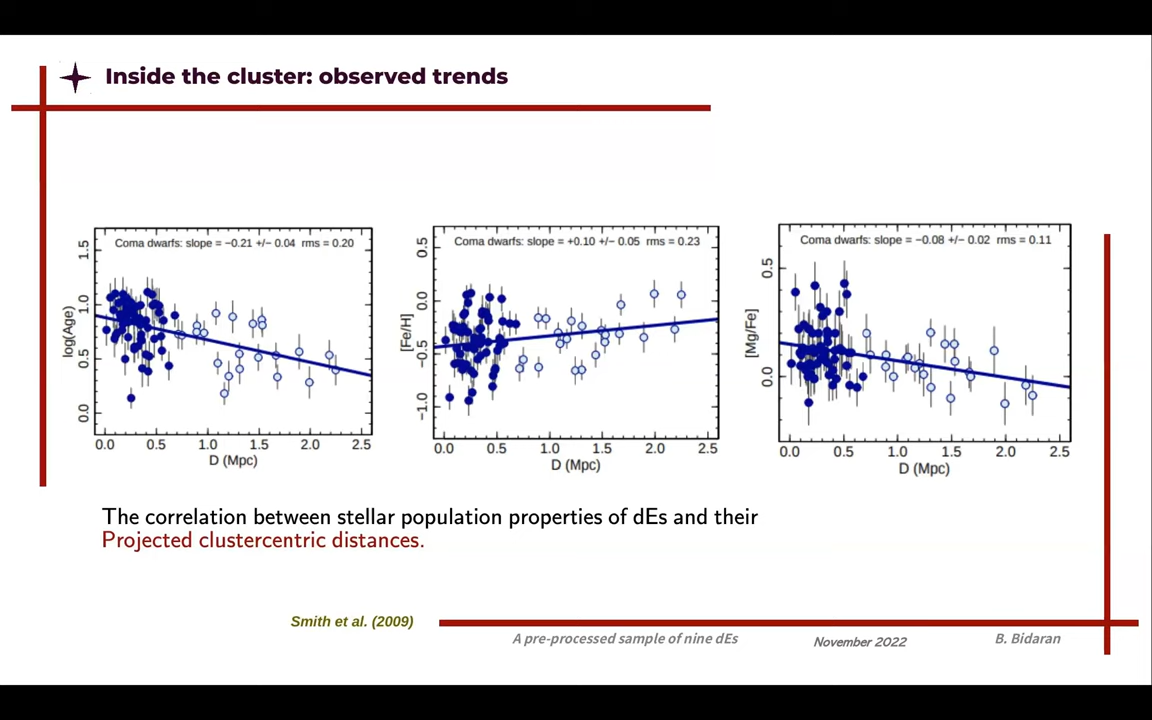 Inside the cluster: observed trends
Coma dwarfs: slope = −0.21 +/− 0.04 rms = 0.20
log(Age)
1.5
1.0
0.5
0.0
0.0 0.5 1.0 1.5 2.0 2.5
D (Mpc)
Coma dwarfs: slope = +0.10 +/− 0.05 rms = 0.23
[Fe/H]
0.5
0.0
−0.5
−1.0
0.0 0.5 1.0 1.5 2.0 2.5
D (Mpc)
Coma dwarfs: slope = −0.08 +/− 0.02 rms = 0.11
[Mg/Fe]
0.5
0.0
0.0 0.5 1.0 1.5 2.0 2.5
D (Mpc)
The correlation between stellar population properties of dEs and their
Projected clustercentric distances.
Smith et al. (2009)
A pre-processed sample of nine dEs
November 2022
B. Bidaran